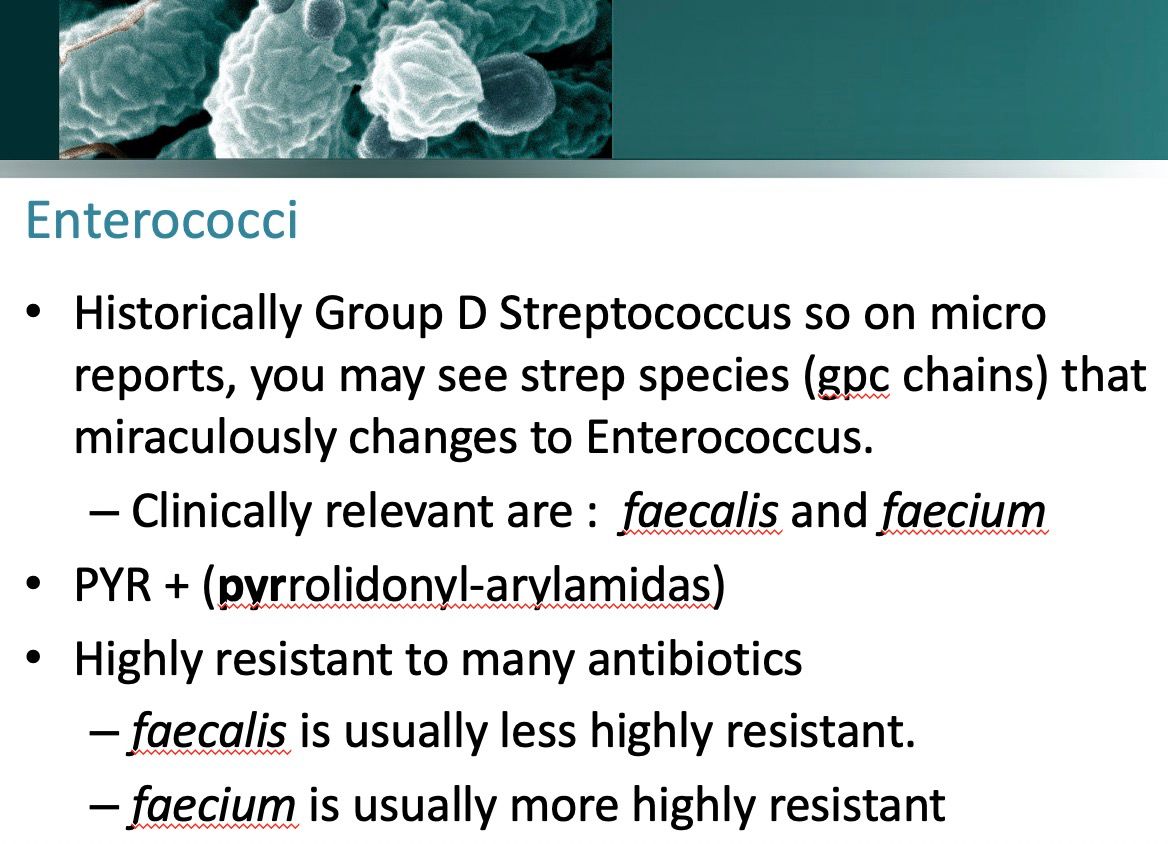 Enterococci
• Historically Group D Streptococcus so on micro
reports, you may see strep species (gpc chains) that
miraculously changes to Enterococcus.
– Clinically relevant are : faecalis and faecium
• PYR + (pyrrolidonyl-arylamidas)
• Highly resistant to many antibiotics
– faecalis is usually less highly resistant.
– faecium is usually more highly resistant